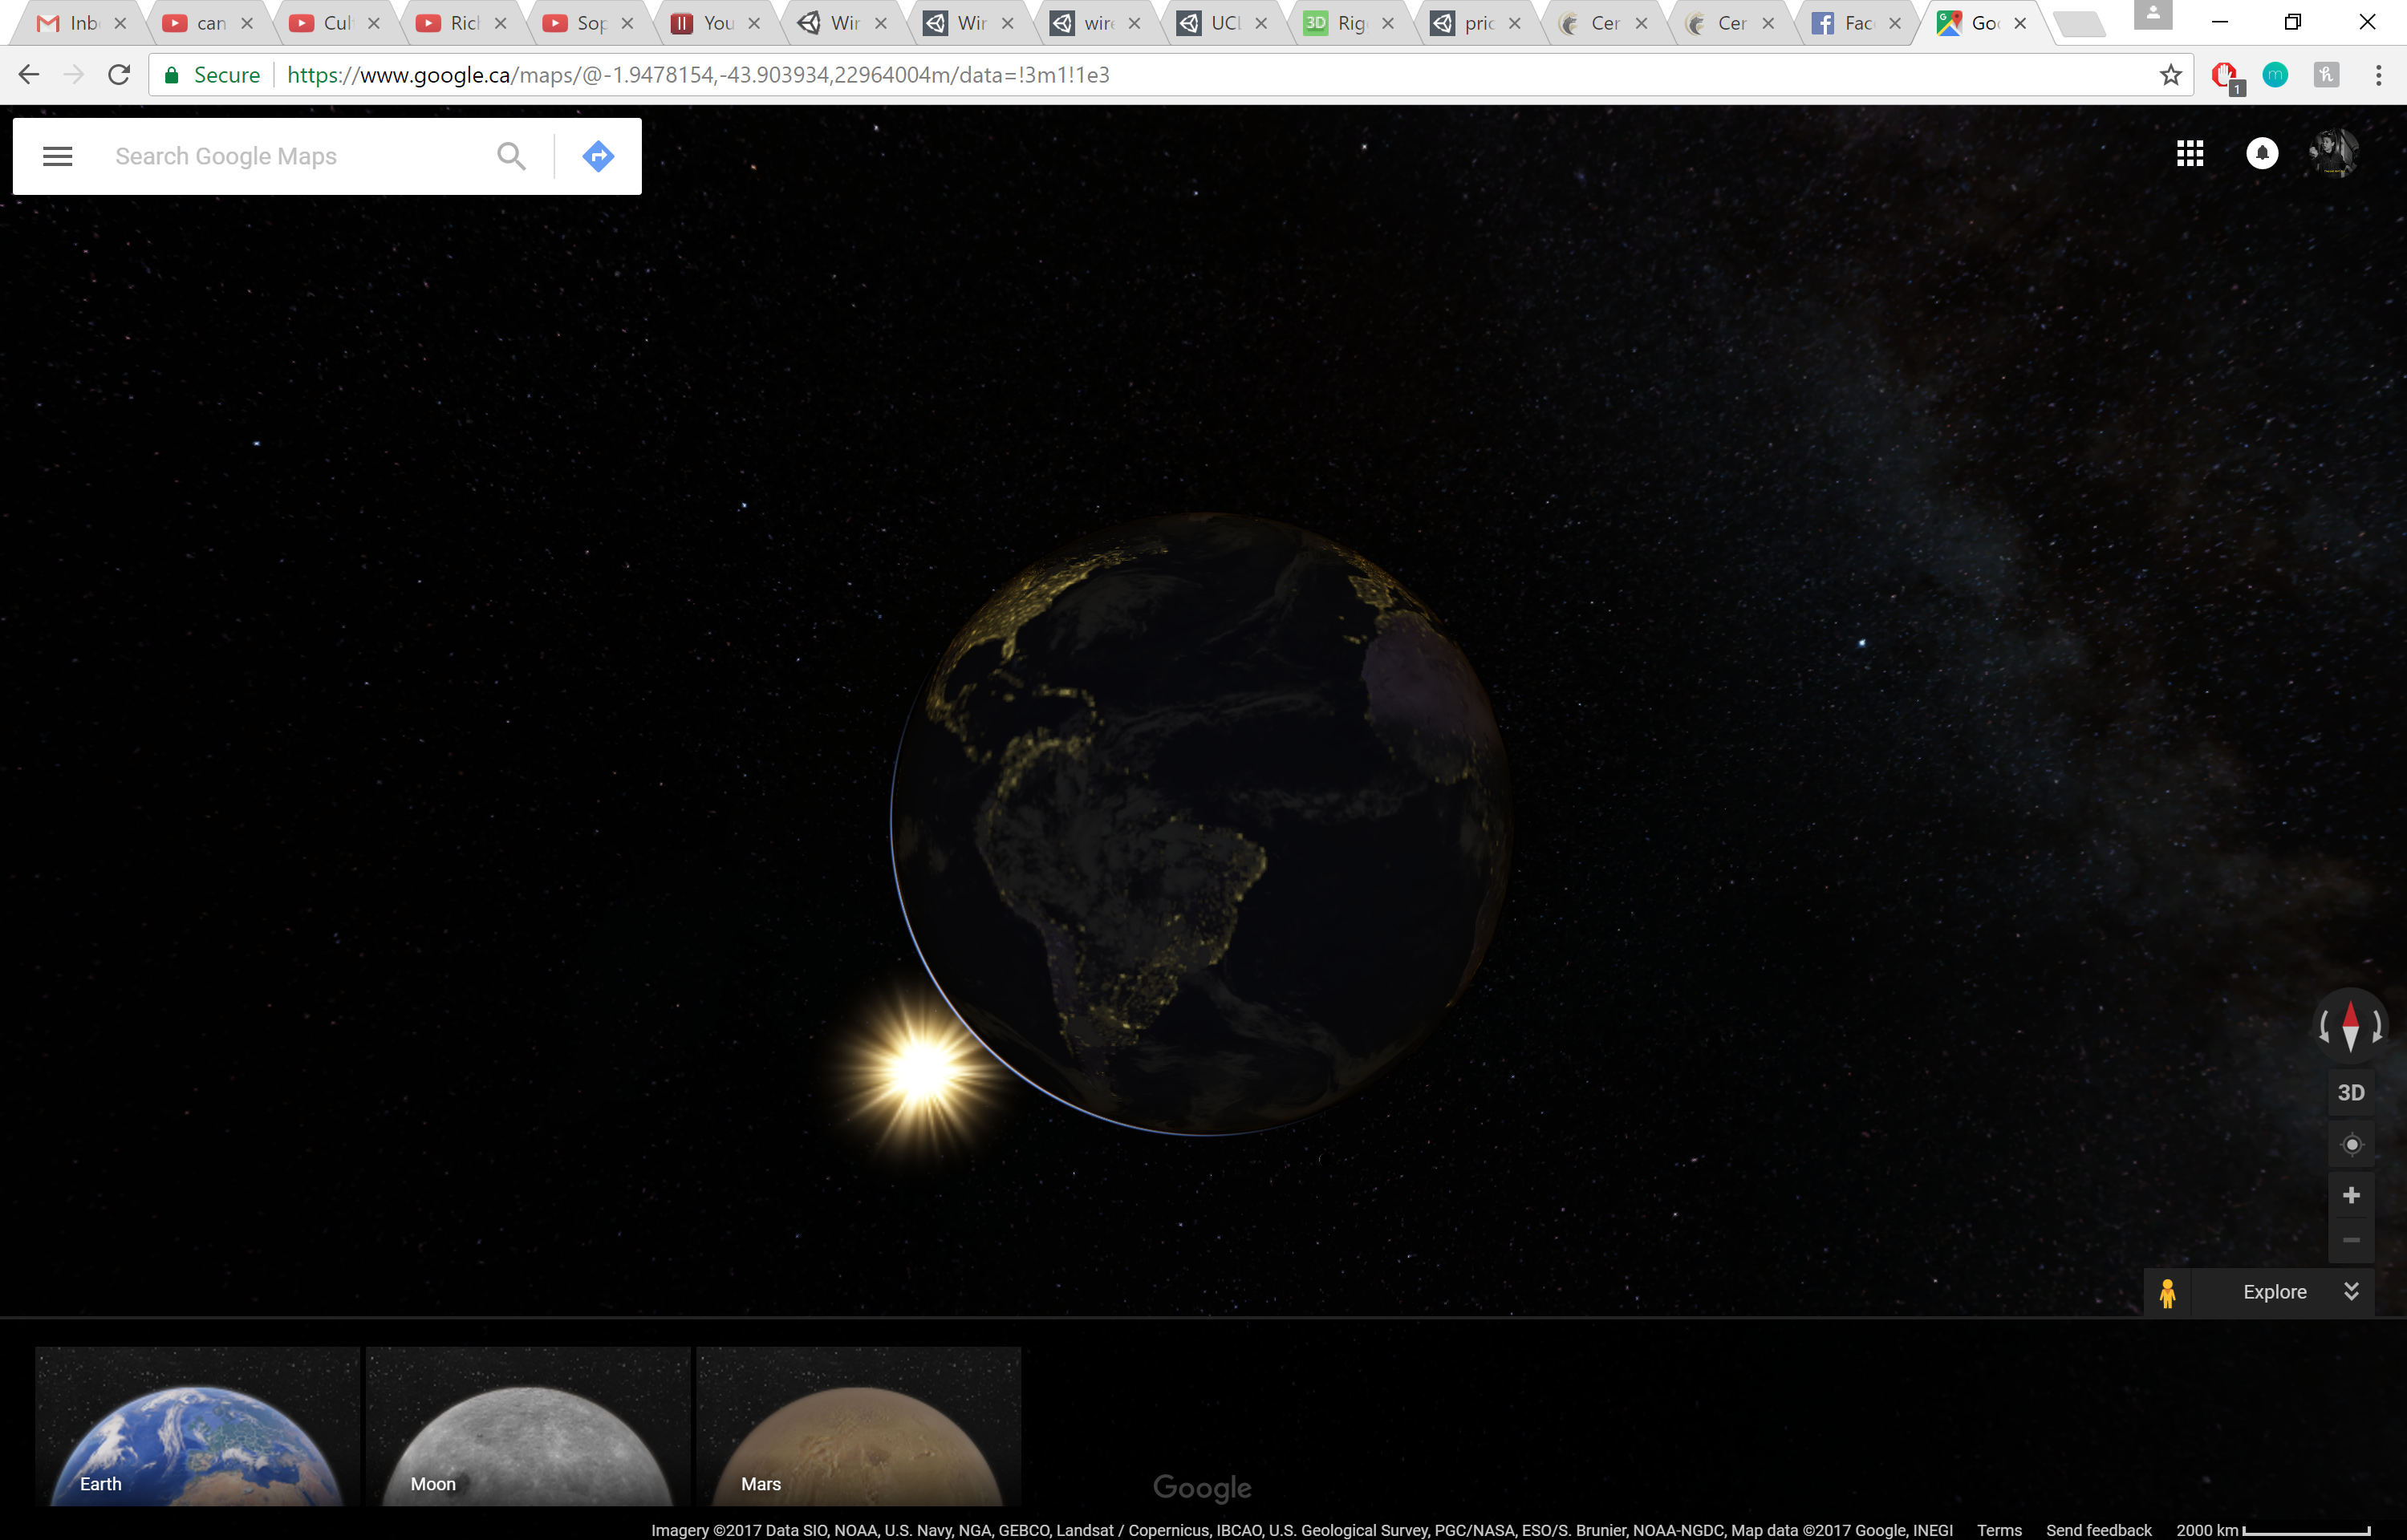 Inb can Cul Ricl Sop You Wir Wir wire UCL 3D Rig pric Cer Cer Fac Goo
Secure https://www.google.ca/maps/@-1.9478154,-43.903934,22964004m/data=!3m1!1e3
1 m h
Search Google Maps
3D
Explore
Earth Moon Mars
Google
Imagery ©2017 Data SIO, NOAA, U.S. Navy, NGA, GEBCO, Landsat / Copernicus, IBCAO, U.S. Geological Survey, PGC/NASA, ESO/S. Brunier, NOAA-NGDC, Map data ©2017 Google, INEGI Terms Send feedback 2000 km